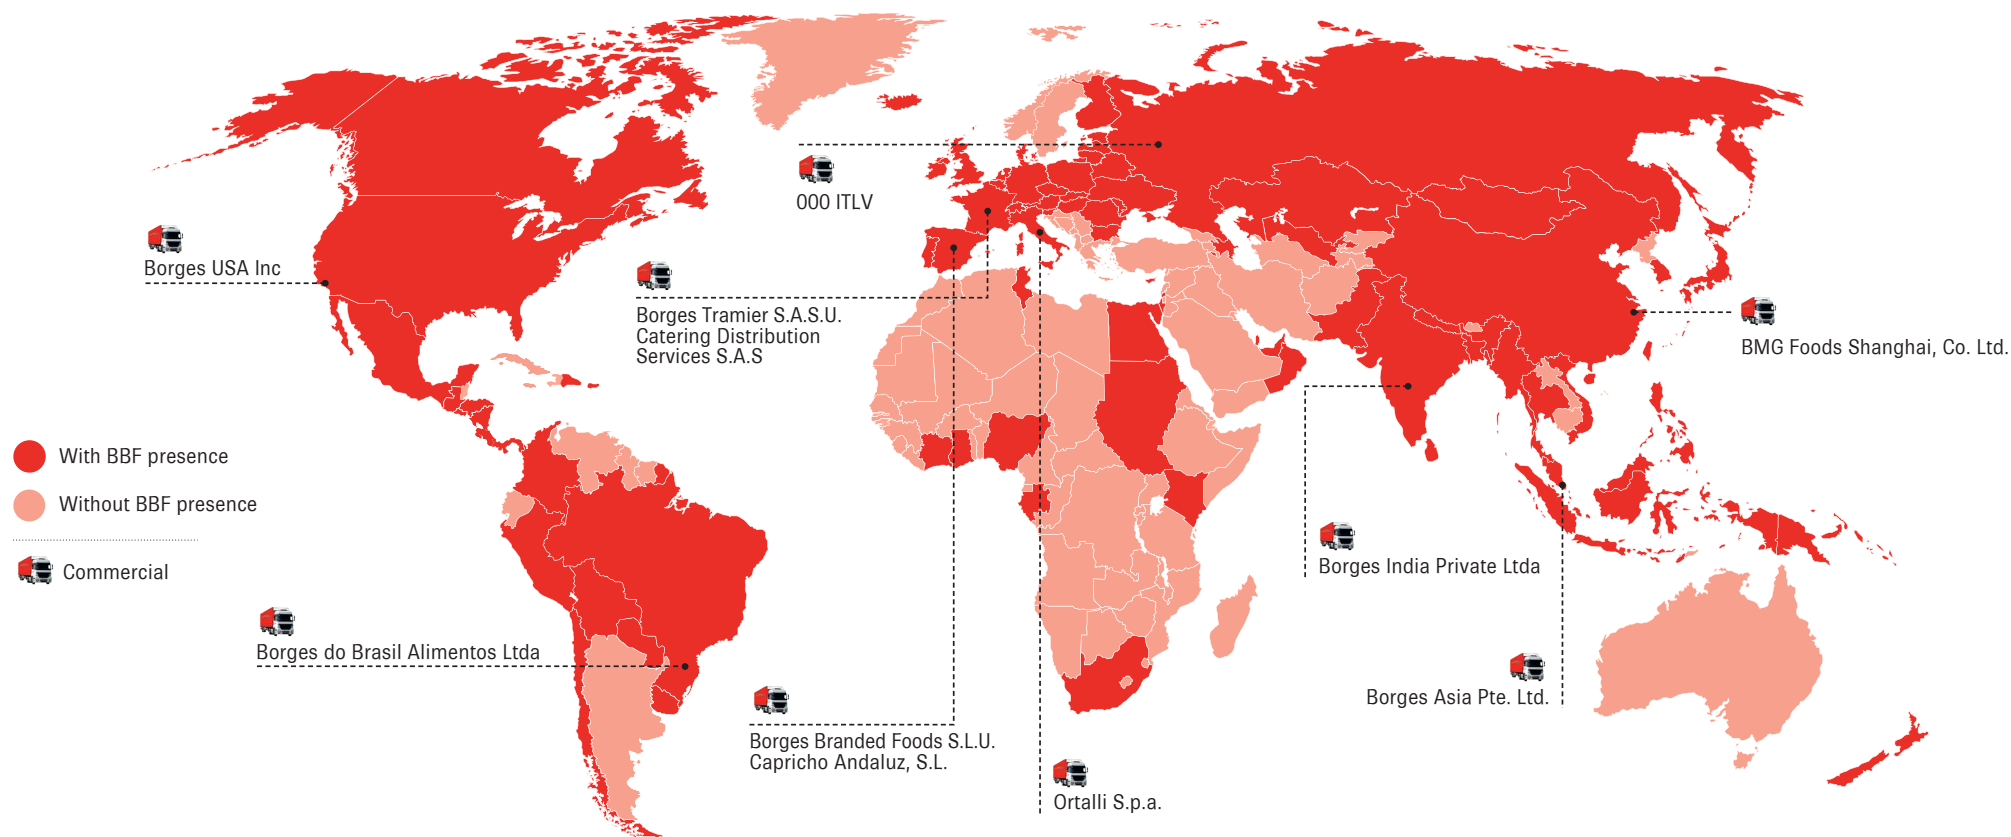 000 ITLV
Borges USA Inc
Borges Tramier S.A.S.U.
Catering Distribution
Services S.A.S
BMG Foods Shanghai, Co. Ltd.
With BBF presence
Without BBF presence
Commercial
Borges India Private Ltda
Borges do Brasil Alimentos Ltda
Borges Asia Pte. Ltd.
Borges Branded Foods S.L.U.
Capricho Andaluz, S.L.
Ortalli S.p.a.